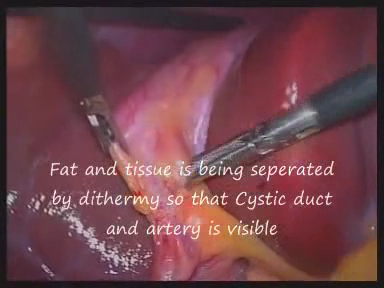 Fat and tissue is being seperated
by dithermy so that Cystic duct
and artery is visible